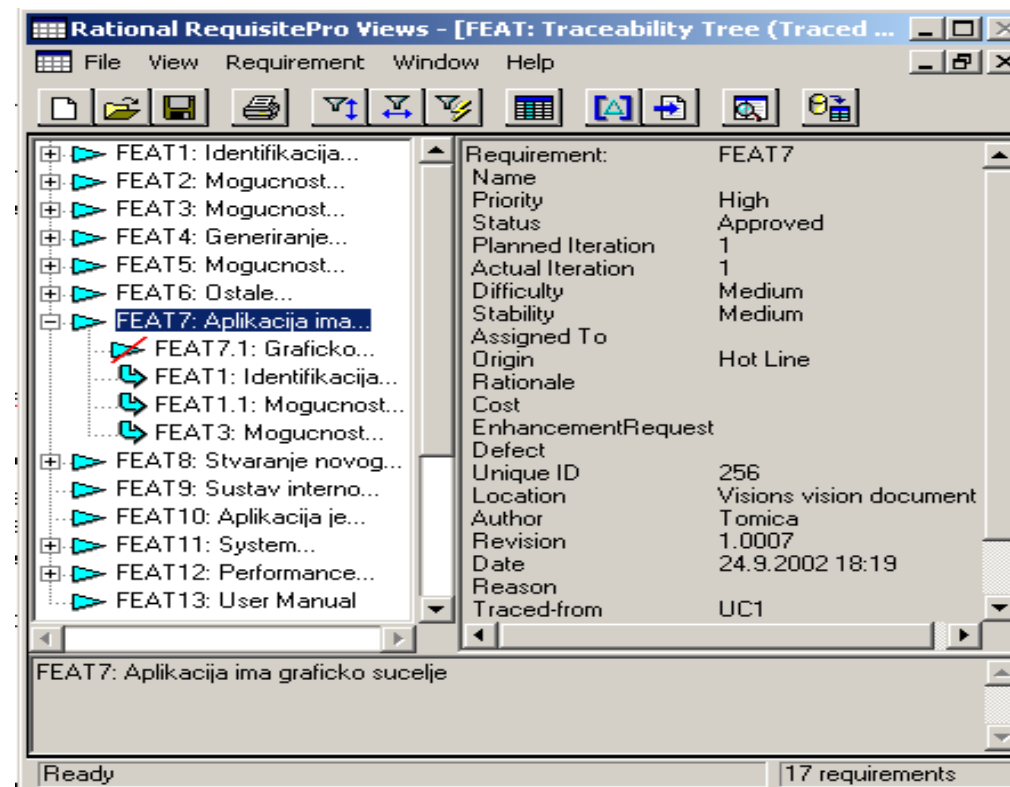 Rational RequisitePro Views - [FEAT: Traceability Tree (Traced ...
File View Requirement Window Help
FEAT1: Identifikacija...
FEAT2: Mogucnost...
FEAT3: Mogucnost...
FEAT4: Generiranje...
FEAT5: Mogucnost...
FEAT6: Ostale...
FEAT7: Aplikacija ima...
FEAT7.1: Graficko...
FEAT1: Identifikacija...
FEAT1.1: Mogucnost...
FEAT3: Mogucnost...
FEAT8: Stvaranje novog...
FEAT9: Sustav interno...
FEAT10: Aplikacija je...
FEAT11: System...
FEAT12: Performance...
FEAT13: User Manual
Requirement: FEAT7
Name
Priority High
Status Approved
Planned Iteration 1
Actual Iteration 1
Difficulty Medium
Stability Medium
Assigned To
Origin Hot Line
Rationale
Cost
EnhancementRequest
Defect
Unique ID 256
Location Visions vision document
Author Tomica
Revision 1.0007
Date 24.9.2002 18:19
Reason
Traced-from UC1
FEAT7: Aplikacija ima graficko sucelje
Ready 17 requirements